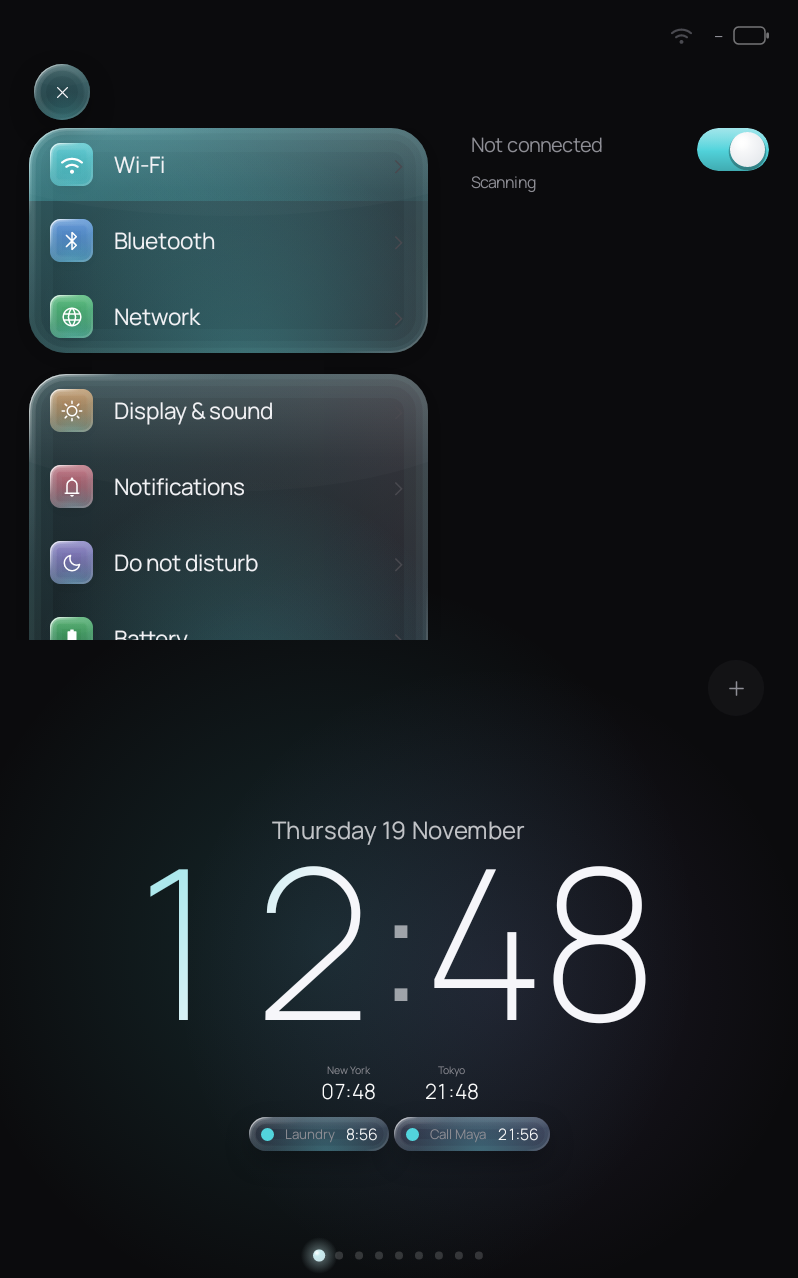 –
Wi-Fi
Not connected
Scanning
Bluetooth
Network
Display & sound
Notifications
Do not disturb
Battery
Thursday 19 November
12:48
New York
Tokyo
07:48
21:48
Laundry 8:56
Call Maya 21:56